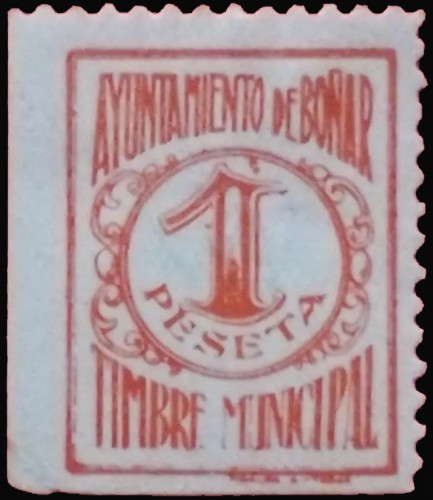 AYUNTAMIENTO DE BOÑAR
1
PESETA
TIMBRE MUNICIPAL